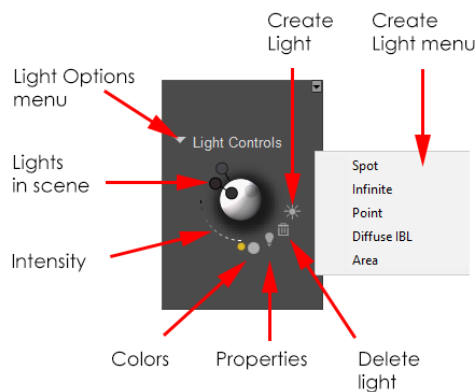 Create
Light
Create
Light menu
Light Options
menu
Light Controls
Lights
in scene
Spot
Infinite
Point
Diffuse IBL
Area
Intensity
Colors
Properties
Delete
light